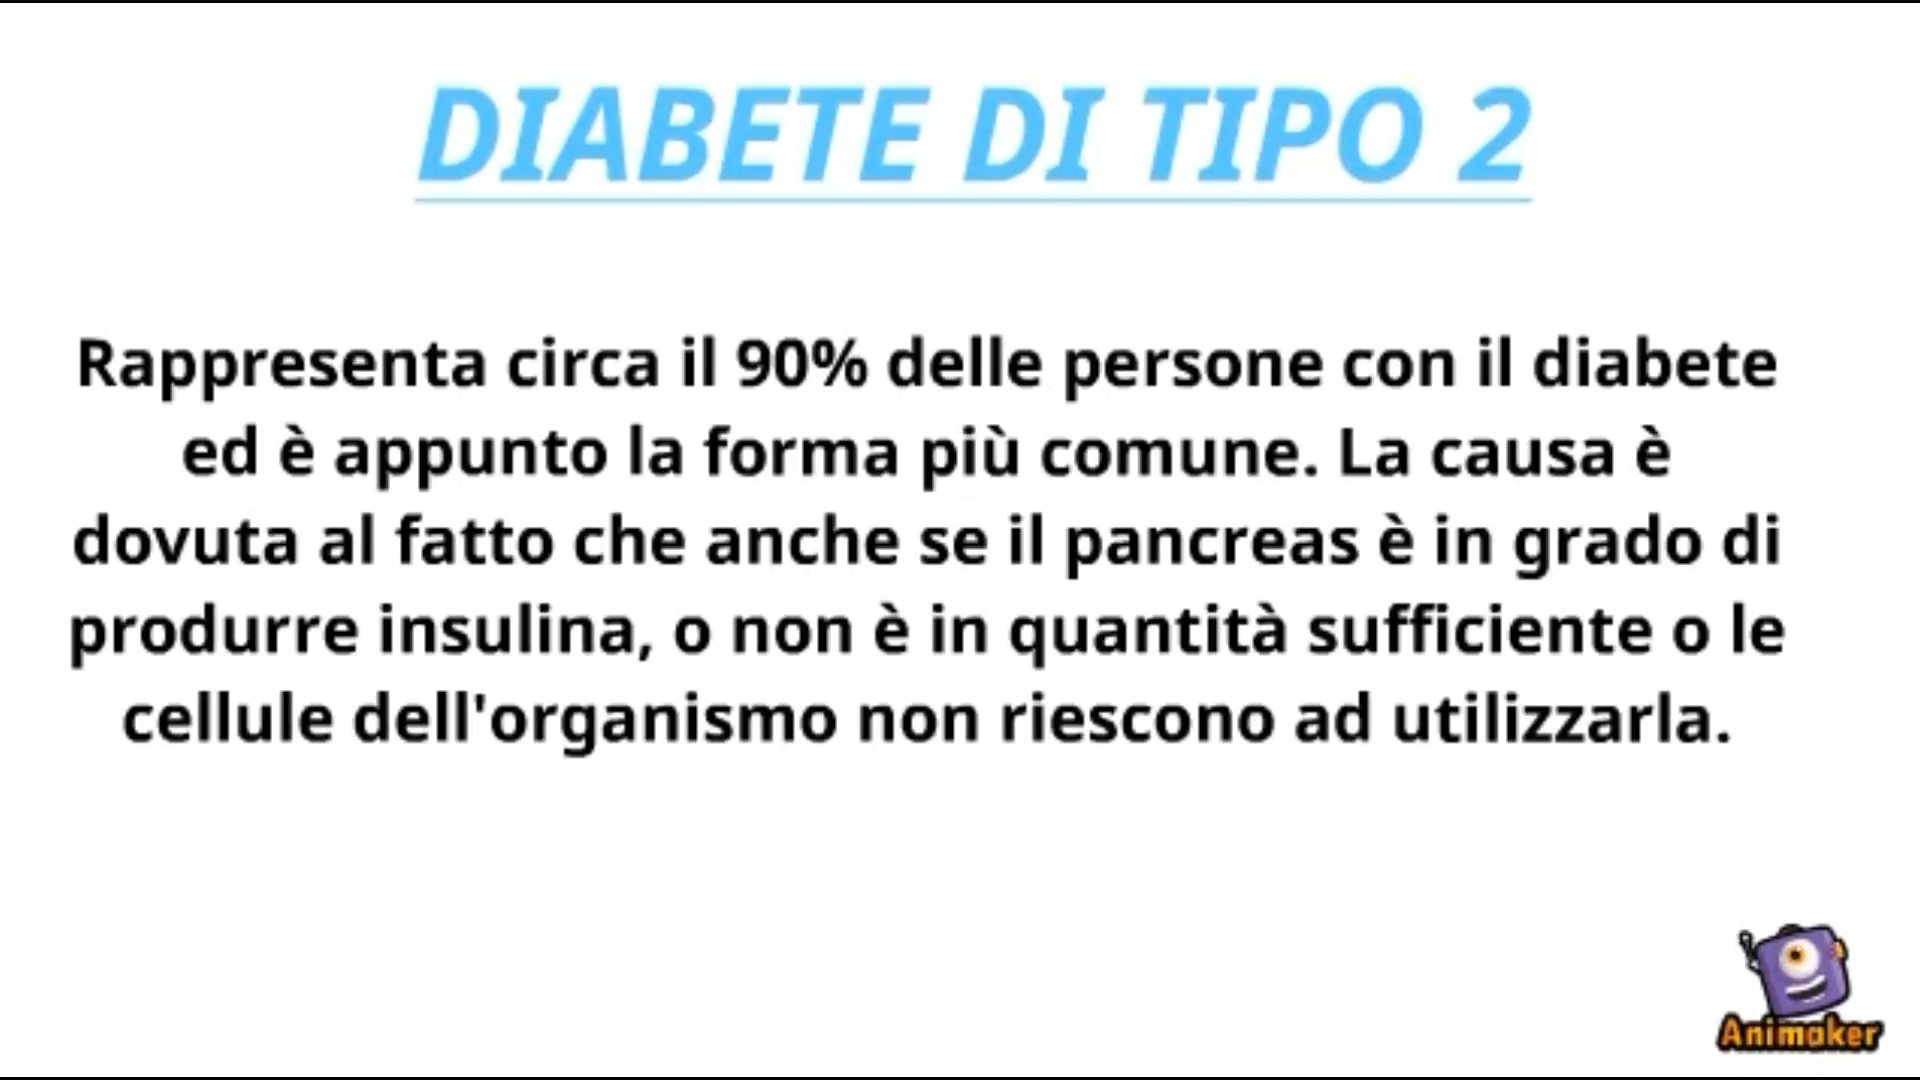 DIABETE DI TIPO 2
Rappresenta circa il 90% delle persone con il diabete
ed è appunto la forma più comune. La causa è
dovuta al fatto che anche se il pancreas è in grado di
produrre insulina, o non è in quantità sufficiente o le
cellule dell'organismo non riescono ad utilizzarla.
Animaker